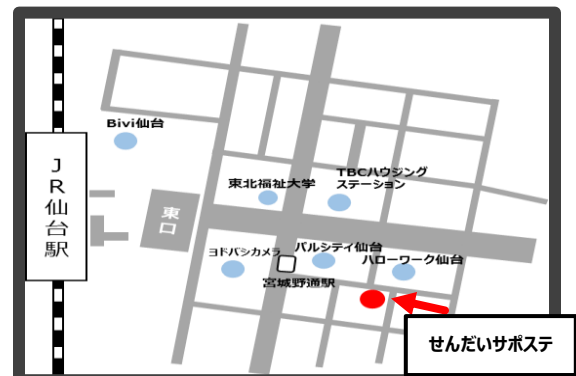 Bivi仙台
JR仙台駅
東口
東北福祉大学
TBCハウジング
ステーション
ヨドバシカメラ
パルシティ仙台
ハローワーク仙台
宮城野通駅
せんだいサポステ